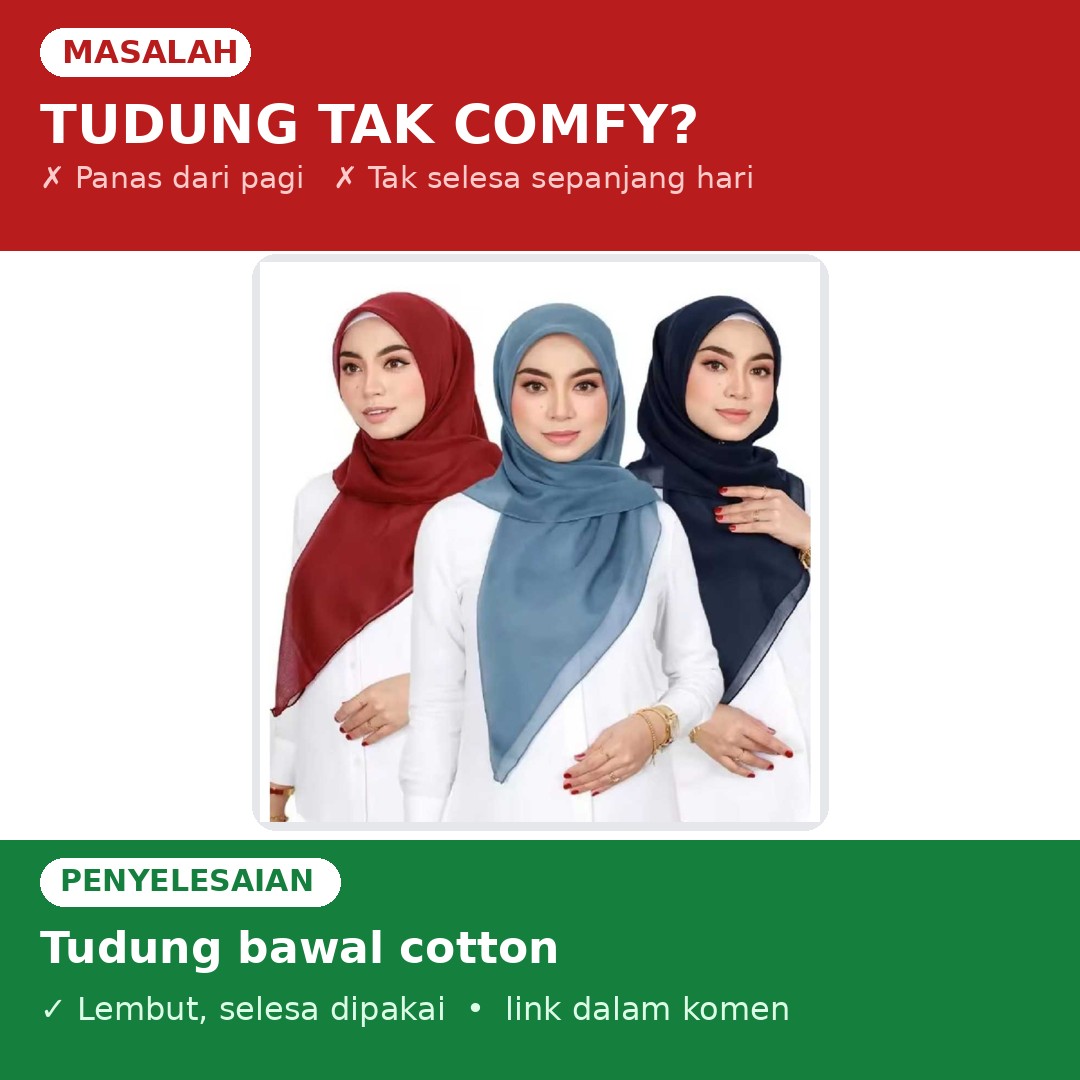 MASALAH
TUDUNG TAK COMFY?
✗ Panas dari pagi ✗ Tak selesa sepanjang hari
PENYELESAIAN
Tudung bawal cotton
✓ Lembut, selesa dipakai • link dalam komen